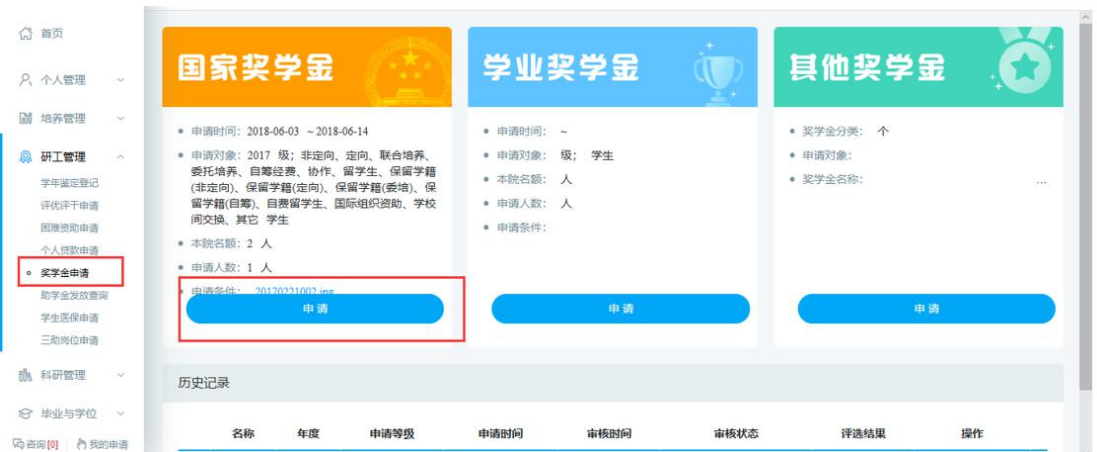 首页
个人管理
培养管理
研工管理
学年鉴定登记
评优评干申请
困难资助申请
个人贷款申请
奖学金申请
助学金发放查询
学生医保申请
三助岗位申请
科研管理
毕业与学位
咨询[0] 我的申请
国家奖学金
申请时间：2018-06-03 ~ 2018-06-14
申请对象：2017 级；非定向、定向、联合培养、
委托培养、自筹经费、协作、留学生、保留学籍
(非定向)、保留学籍(定向)、保留学籍(委培)、保
留学籍(自筹)、自费留学生、国际组织资助、学校
间交换、其它 学生
本院名额：2 人
申请人数：1 人
申请条件： 20170221002.jpg
申请
学业奖学金
申请时间： ~
申请对象： 级； 学生
本院名额： 人
申请人数： 人
申请条件：
申请
其他奖学金
奖学金分类： 个
申请对象：
奖学金名称： ...
申请
历史记录
名称 年度 申请等级 申请时间 审核时间 审核状态 评选结果 操作